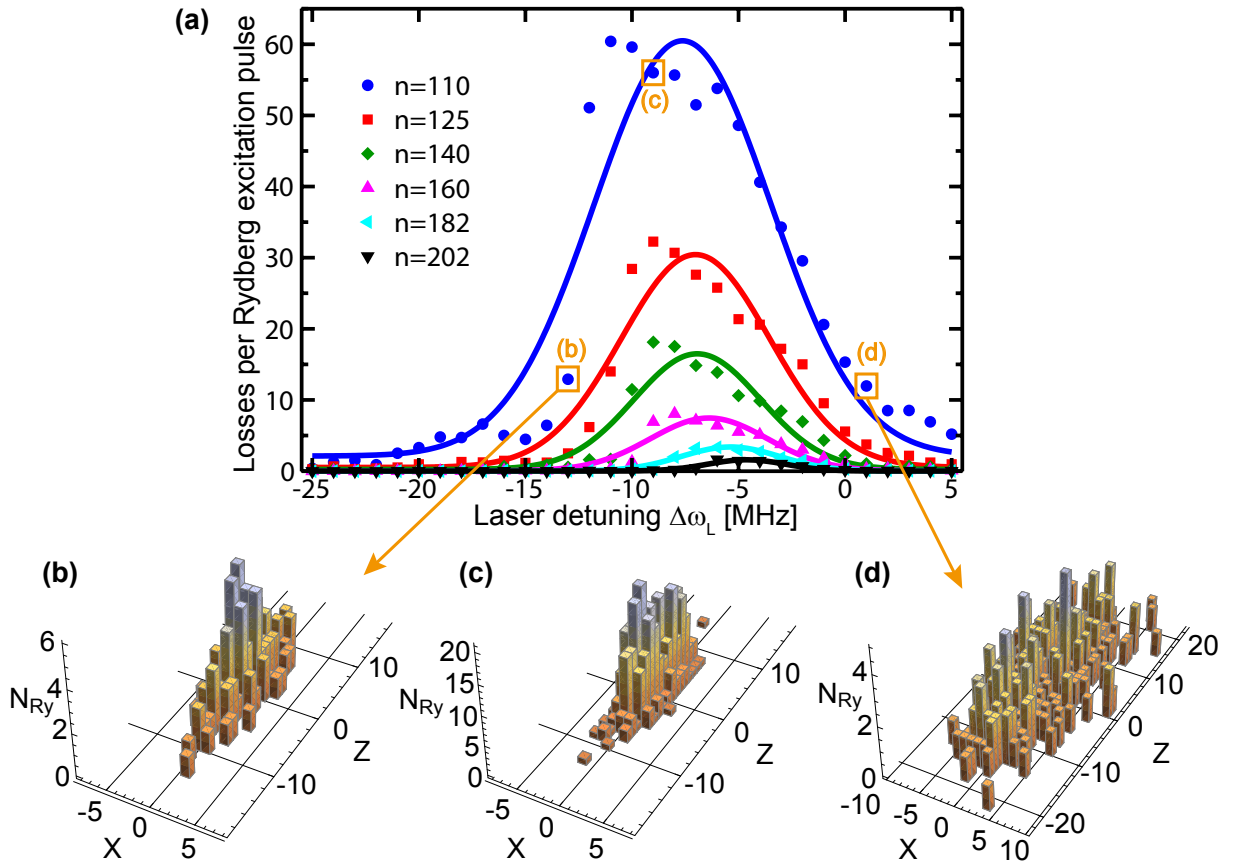 (a)
Losses per Rydberg excitation pulse
60
50
40
30
20
10
0
n=110
n=125
n=140
n=160
n=182
n=202
(c)
(b)
(d)
-25 -20 -15 -10 -5 0 5
Laser detuning Δω_L [MHz]
(b)
6
4
2
0
N_Ry
-5 0 5
X
-10 0 10
Z
(c)
20
15
10
5
0
N_Ry
-5 0 5
X
-10 0 10
Z
(d)
4
2
0
N_Ry
-10 -5 0 5 10
X
-20 -10 0 10 20
Z